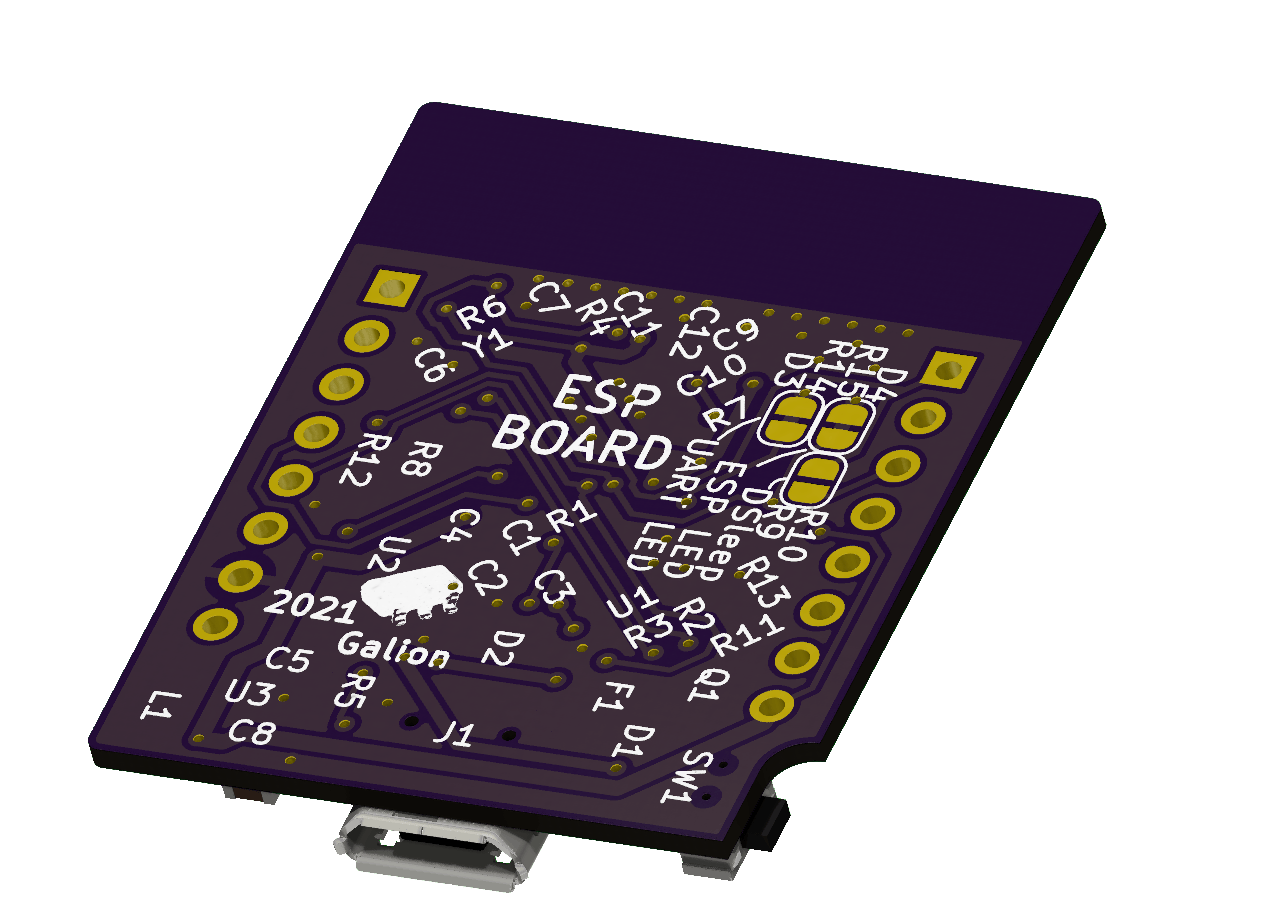 C7
R4
C11
R6
Y1
C6
C12
C9
C10
R7
D3
R14
R15
D4
ESP
BOARD
R12
R8
UART
LED
ESP
LED
DSleep
R9
R10
R13
C4
C1
R1
U2
C2
C3
U1
R3
R2
R11
2021
Galion
D2
C5
U3
C8
L1
R5
J1
F1
D1
Q1
SW1